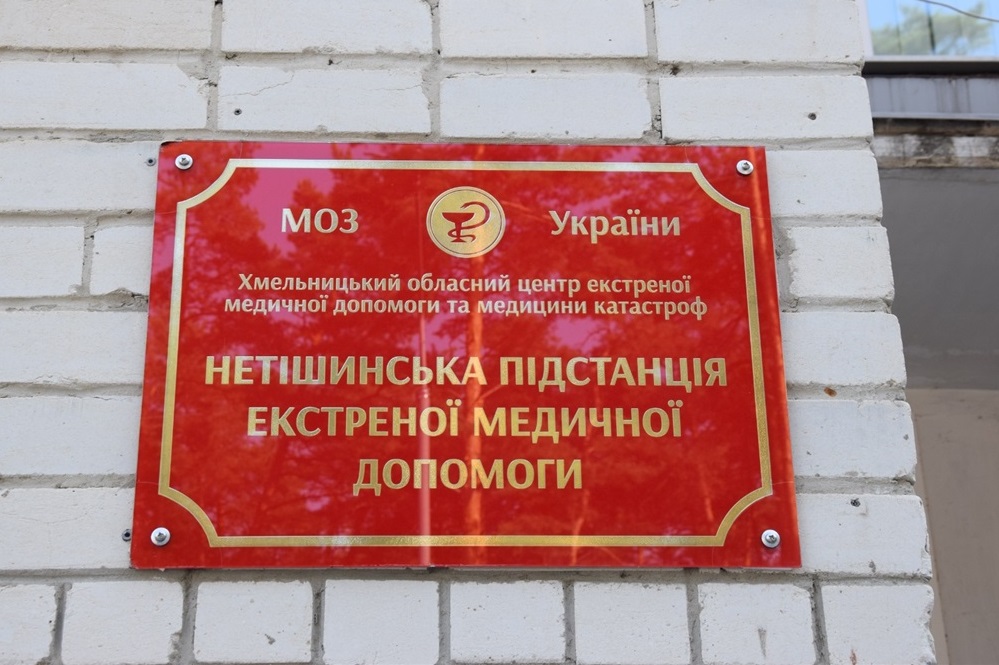 МОЗ України
Хмельницький обласний центр екстреної
медичної допомоги та медицини катастроф
НЕТІШИНСЬКА ПІДСТАНЦІЯ
ЕКСТРЕНОЇ МЕДИЧНОЇ
ДОПОМОГИ